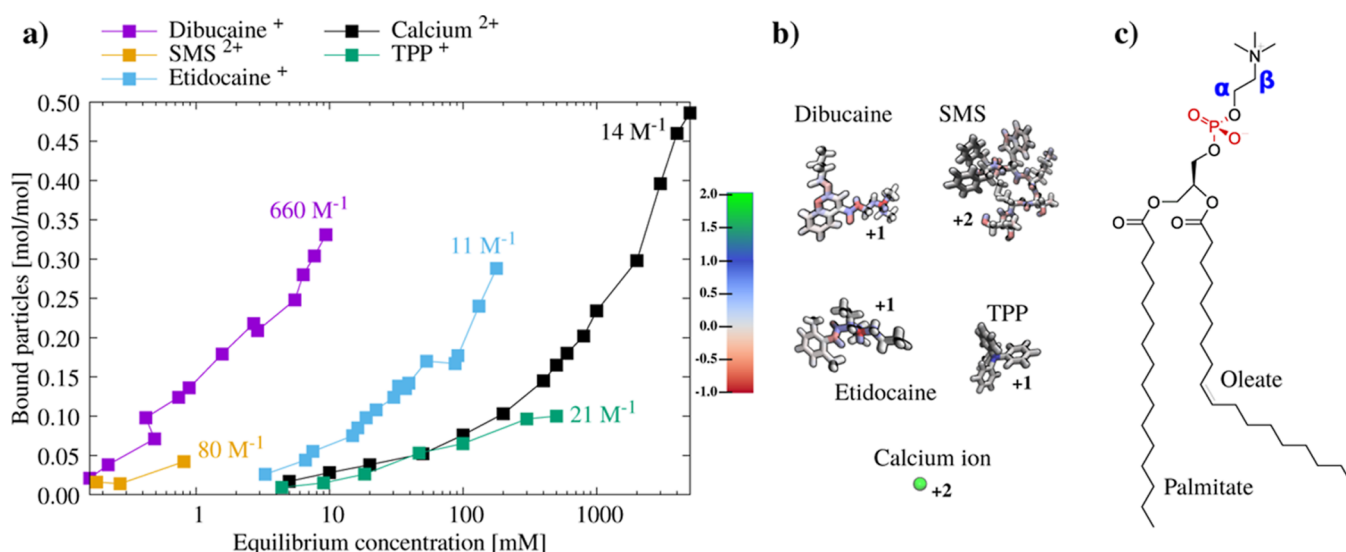 a)
Dibucaine +
SMS 2+
Etidocaine +
Calcium 2+
TPP +
Bound particles [mol/mol]
0.50
0.45
0.40
0.35
0.30
0.25
0.20
0.15
0.10
0.05
0.00
660 M-1
80 M-1
11 M-1
14 M-1
21 M-1
1 10 100 1000
Equilibrium concentration [mM]
2.0
1.5
1.0
0.5
0.0
-0.5
-1.0
b)
Dibucaine
+1
SMS
+2
+1
Etidocaine
TPP
+1
Calcium ion
+2
c)
N+
α β
O
O P O-
O
O O
O O
Oleate
Palmitate